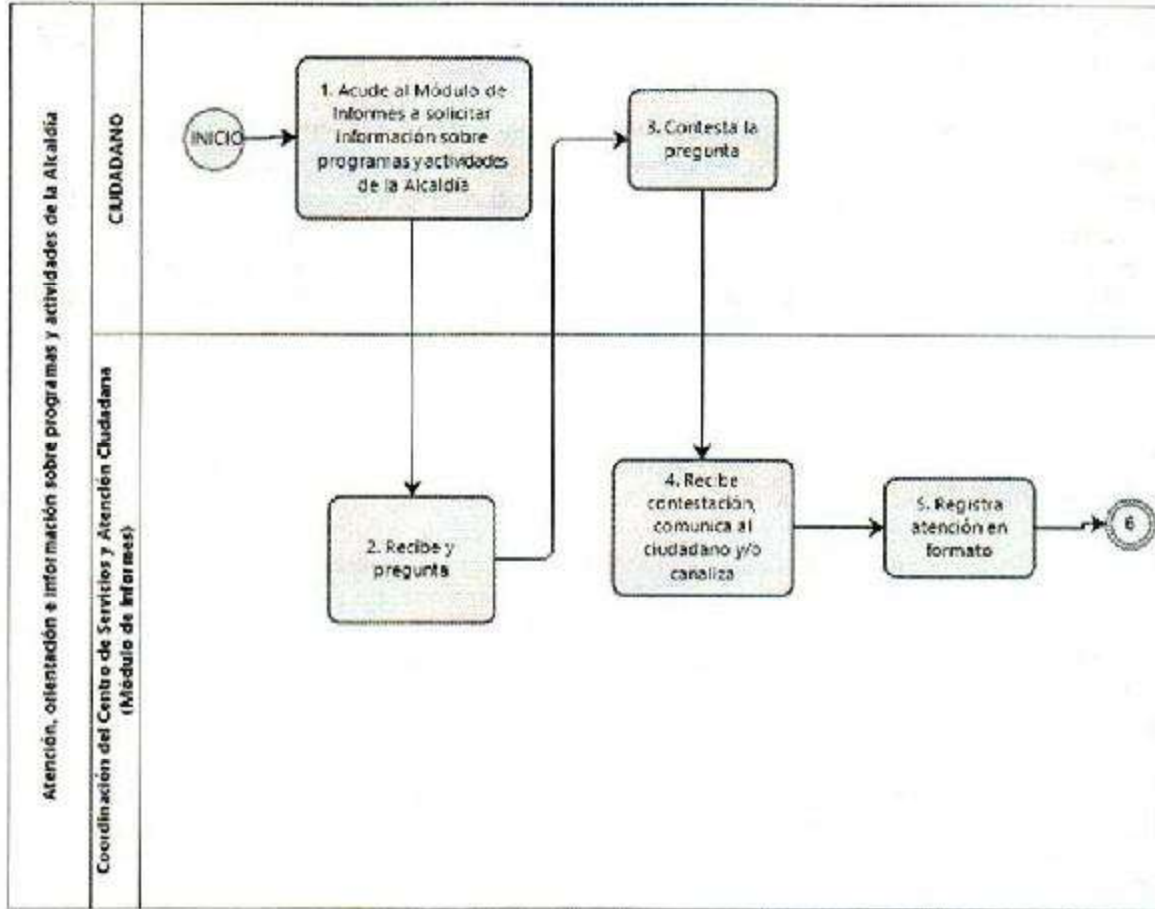 Atención, orientación e información sobre programas y actividades de la Alcaldía
CIUDADANO
INICIO
1. Acude al Módulo de
Informes a solicitar
información sobre
programas y actividades
de la Alcaldía
3. Contesta la
pregunta
Coordinación del Centro de Servicios y Atención Ciudadana
(Módulo de Informes)
2. Recibe y
pregunta
4. Recibe
contestación,
comunica al
ciudadano y/o
canaliza
5. Registra
atención en
formato
6